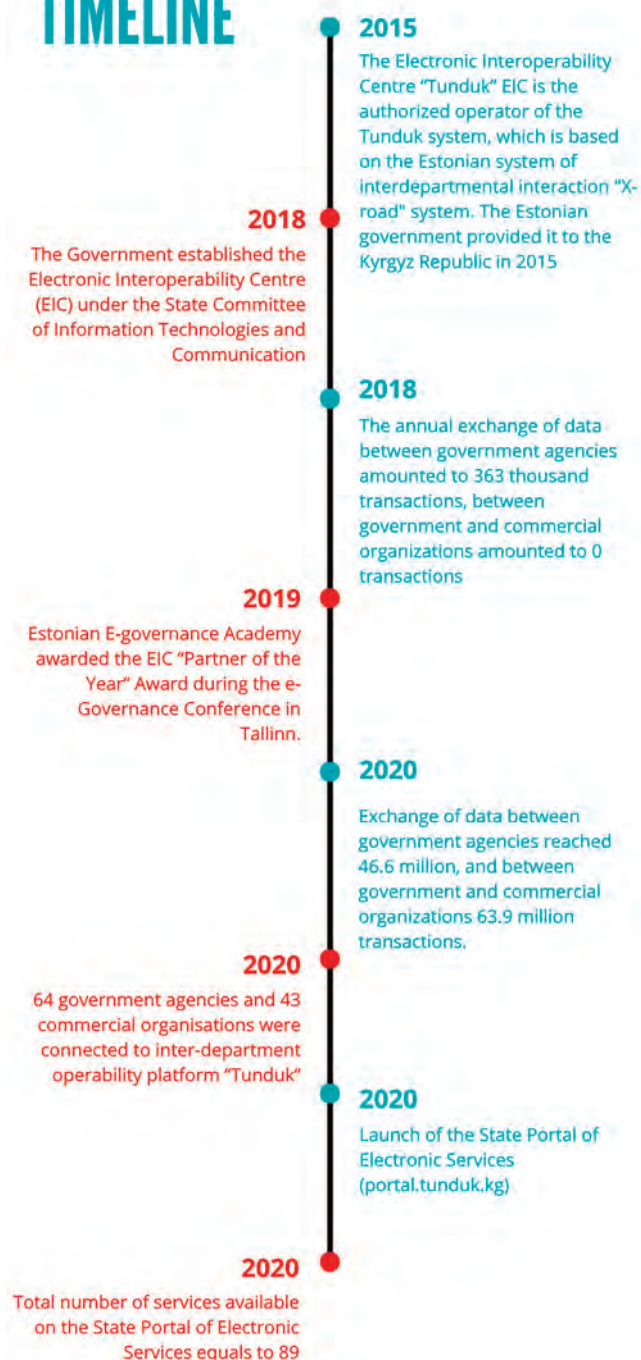 TIMELINE
2015
The Electronic Interoperability
Centre “Tunduk” EIC is the
authorized operator of the
Tunduk system, which is based
on the Estonian system of
interdepartmental interaction “X-
road" system. The Estonian
government provided it to the
Kyrgyz Republic in 2015
2018
The Government established the
Electronic Interoperability Centre
(EIC) under the State Committee
of Information Technologies and
Communication
2018
The annual exchange of data
between government agencies
amounted to 363 thousand
transactions, between
government and commercial
organizations amounted to 0
transactions
2019
Estonian E-governance Academy
awarded the EIC “Partner of the
Year” Award during the e-
Governance Conference in
Tallinn.
2020
Exchange of data between
government agencies reached
46.6 million, and between
government and commercial
organizations 63.9 million
transactions.
2020
64 government agencies and 43
commercial organisations were
connected to inter-department
operability platform “Tunduk”
2020
Launch of the State Portal of
Electronic Services
(portal.tunduk.kg)
2020
Total number of services available
on the State Portal of Electronic
Services equals to 89